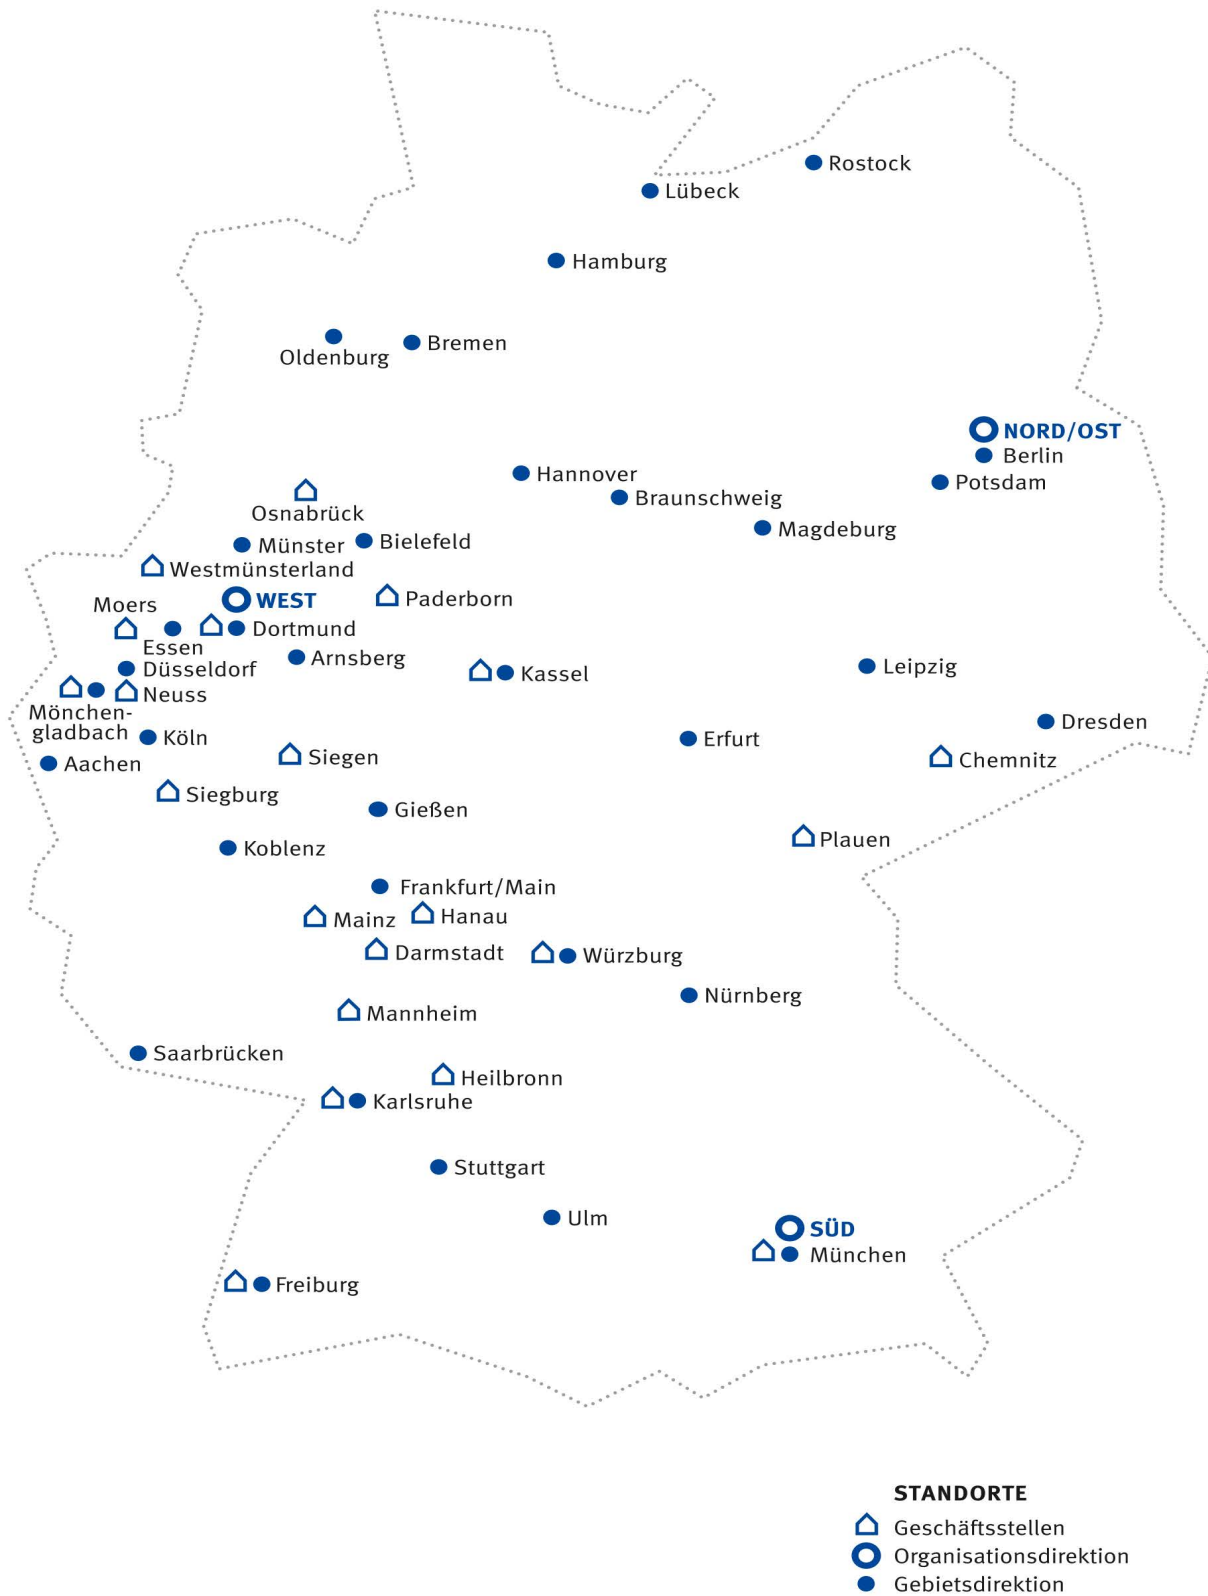 Rostock
Lübeck
Hamburg
Bremen
Oldenburg
NORD/OST
Berlin
Hannover
Potsdam
Braunschweig
Osnabrück
Magdeburg
Münster
Bielefeld
Westmünsterland
WEST
Paderborn
Moers
Dortmund
Essen
Arnsberg
Düsseldorf
Kassel
Leipzig
Neuss
Mönchen-
gladbach
Dresden
Köln
Erfurt
Siegen
Chemnitz
Aachen
Siegburg
Gießen
Plauen
Koblenz
Frankfurt/Main
Mainz
Hanau
Darmstadt
Würzburg
Nürnberg
Mannheim
Saarbrücken
Heilbronn
Karlsruhe
Stuttgart
Ulm
SÜD
München
Freiburg
STANDORTE
Geschäftsstellen
Organisationsdirektion
Gebietsdirektion